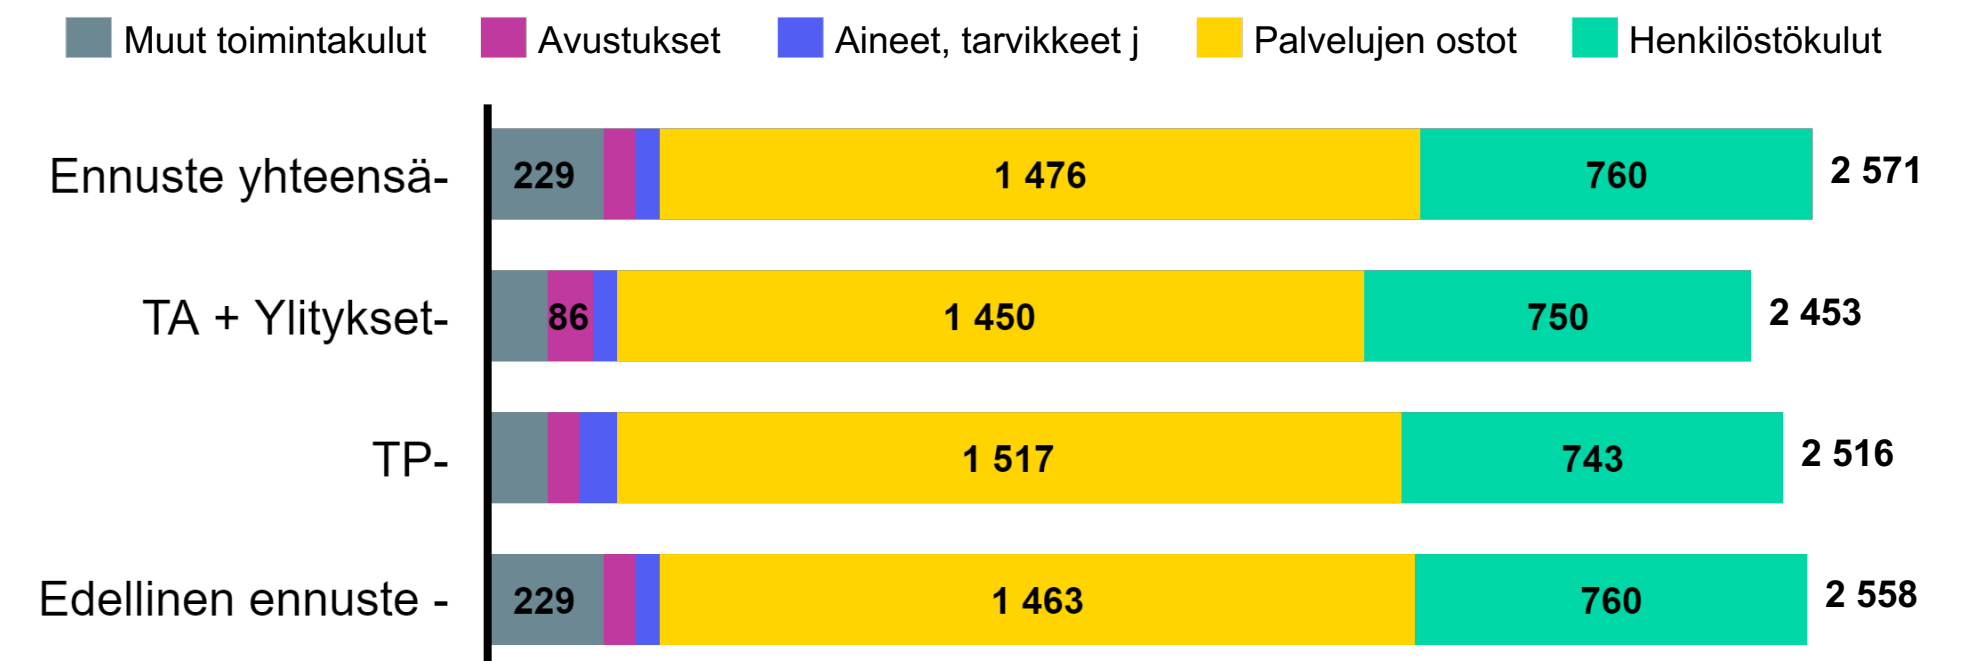 Muut toimintakulut Avustukset Aineet, tarvikkeet j Palvelujen ostot Henkilöstökulut
Ennuste yhteensä- 229 1 476 760 2 571
TA + Ylitykset- 86 1 450 750 2 453
TP- 1 517 743 2 516
Edellinen ennuste - 229 1 463 760 2 558